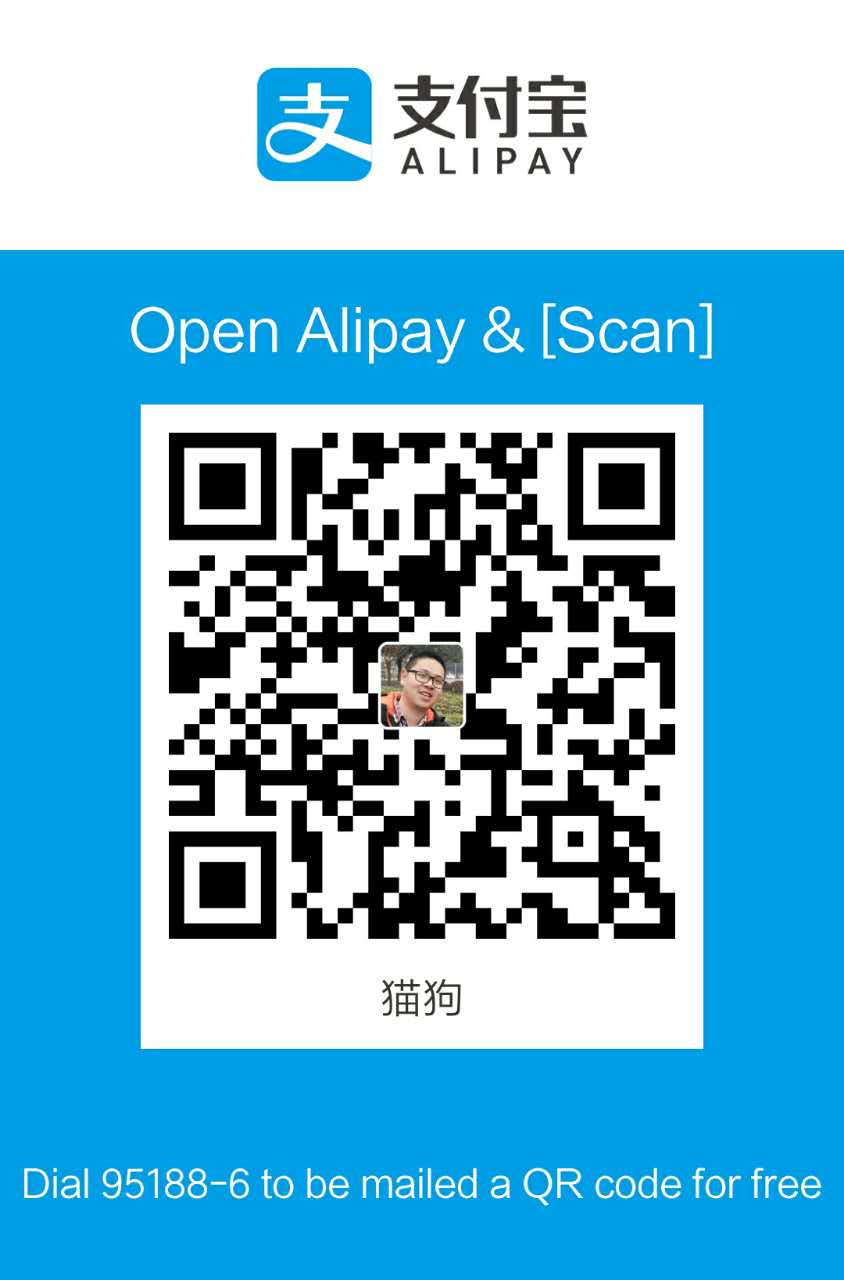 支 支付宝
ALIPAY
Open Alipay & [Scan]
猫狗
Dial 95188-6 to be mailed a QR code for free